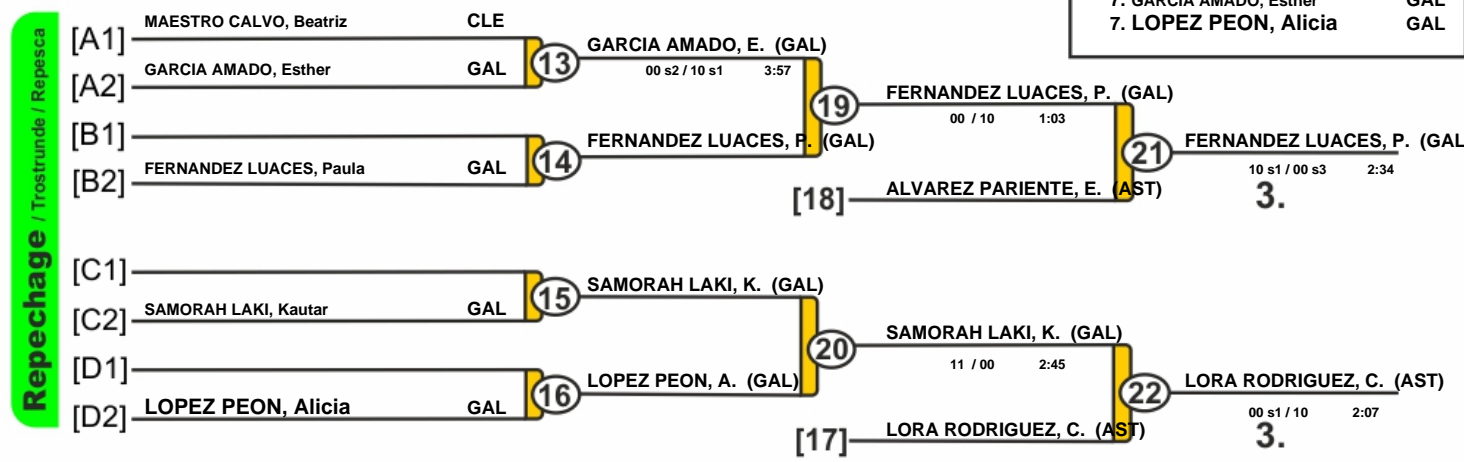 7. GARCIA AMADO, Esther GAL
7. LOPEZ PEON, Alicia GAL
Repechage / Trostrunde / Repesca
[A1] MAESTRO CALVO, Beatriz CLE
[A2] GARCIA AMADO, Esther GAL
13
GARCIA AMADO, E. (GAL)
00 s2 / 10 s1 3:57
[B1]
[B2] FERNANDEZ LUACES, Paula GAL
14
FERNANDEZ LUACES, P. (GAL)
19
FERNANDEZ LUACES, P. (GAL)
00 / 10 1:03
[18] ALVAREZ PARIENTE, E. (AST)
21
FERNANDEZ LUACES, P. (GAL
10 s1 / 00 s3 2:34
3.
[C1]
[C2] SAMORAH LAKI, Kautar GAL
15
SAMORAH LAKI, K. (GAL)
[D1]
[D2] LOPEZ PEON, Alicia GAL
16
LOPEZ PEON, A. (GAL)
20
SAMORAH LAKI, K. (GAL)
11 / 00 2:45
[17] LORA RODRIGUEZ, C. (AST)
22
LORA RODRIGUEZ, C. (AST)
00 s1 / 10 2:07
3.